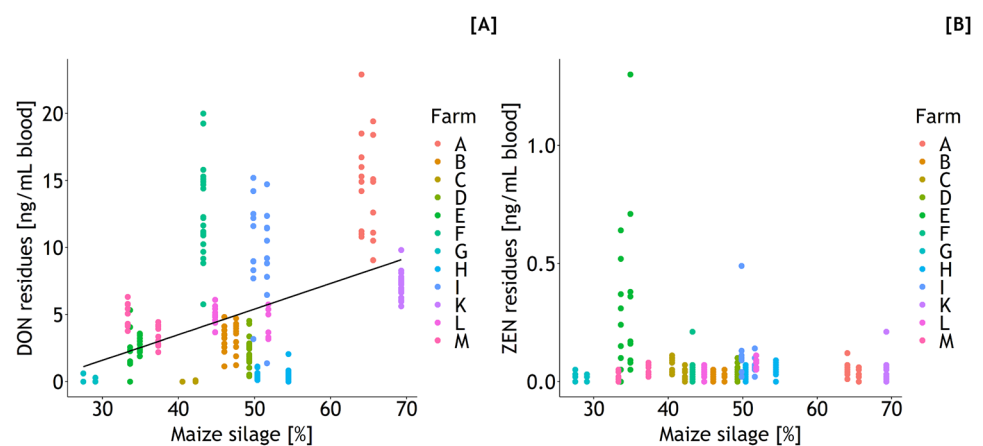 [A]
DON residues [ng/mL blood]
20
15
10
5
0
30 40 50 60 70
Maize silage [%]
Farm
A
B
C
D
E
F
G
H
I
K
L
M
[B]
ZEN residues [ng/mL blood]
1.0
0.5
0.0
30 40 50 60 70
Maize silage [%]
Farm
A
B
C
D
E
F
G
H
I
K
L
M